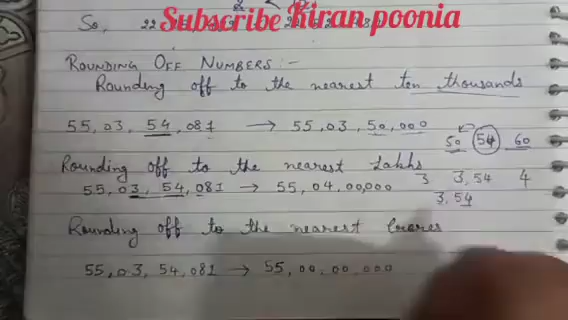 Subscribe Kiran poonia
So, 22
ROUNDING OFF NUMBERS :-
Rounding off to the nearest ten thousands
55,03,54,081 → 55,03,50,000
50 54 60
Rounding off to the nearest Lakhs
55,03,54,081 → 55,04,00,000 3 3,54 4
3,54
Rounding off to the nearest Crores
55,03,54,081 → 55,00,00,000